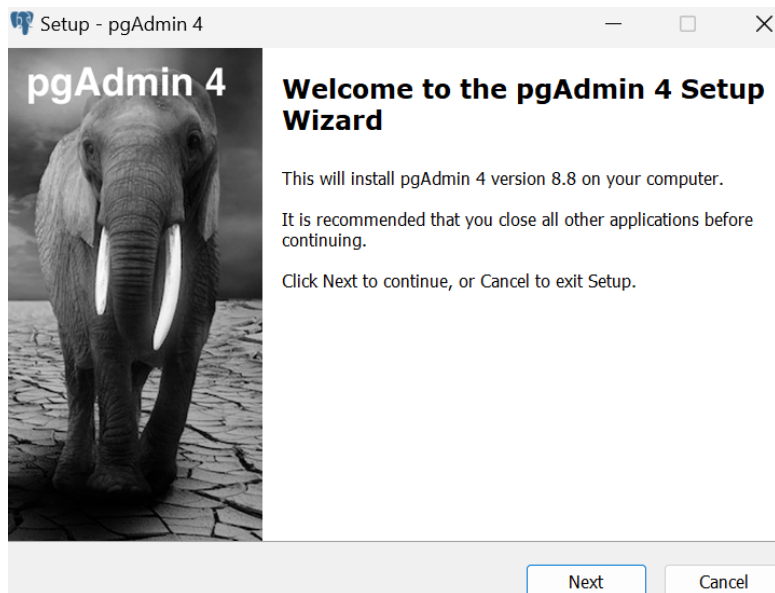 Setup - pgAdmin 4
pgAdmin 4
Welcome to the pgAdmin 4 Setup
Wizard
This will install pgAdmin 4 version 8.8 on your computer.
It is recommended that you close all other applications before
continuing.
Click Next to continue, or Cancel to exit Setup.
Next
Cancel